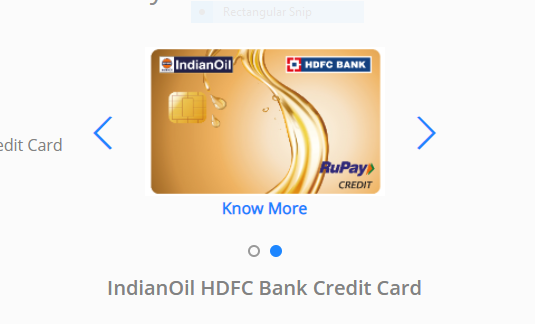 Rectangular Snip
IndianOil HDFC BANK
edit Card
RuPay
CREDIT
Know More
IndianOil HDFC Bank Credit Card